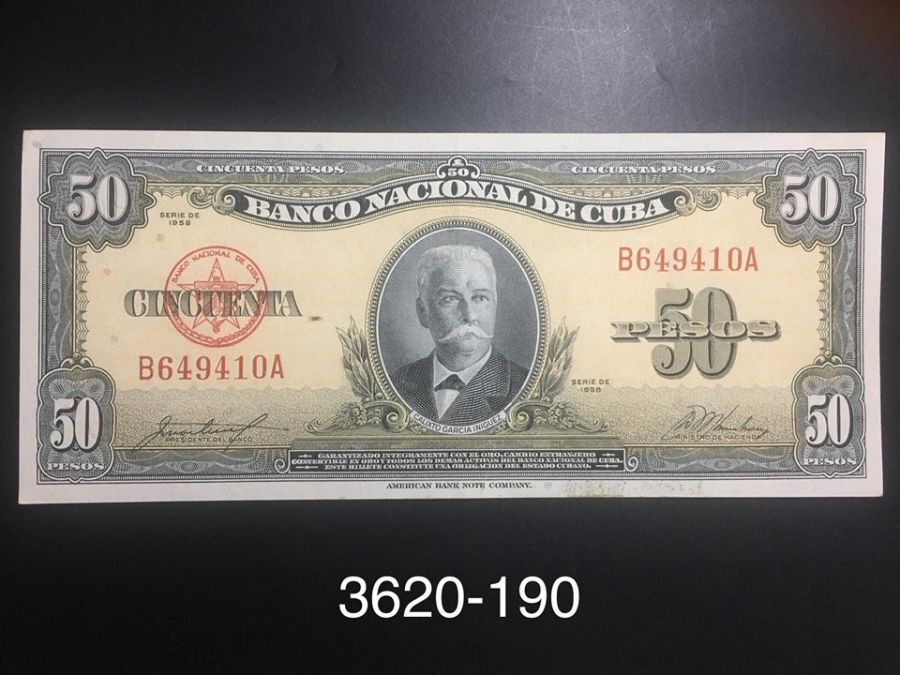 CINCUENTA PESOS
50
CINCUENTA PESOS
50
BANCO NACIONAL DE CUBA
50
SERIE DE
1958
BANCO NACIONAL DE CUBA
B649410A
CINCUENTA
50
PESOS
B649410A
SERIE DE
1958
CALIXTO GARCIA IÑIGUEZ
50
PESOS
PRESIDENTE DEL BANCO
MINISTRO DE HACIENDA
50
PESOS
GARANTIZADO INTEGRAMENTE CON EL ORO, CAMBIO EXTRANJERO
CONVERTIBLE EN ORO Y TODOS LOS DEMAS ACTIVOS DEL BANCO NACIONAL DE CUBA.
ESTE BILLETE CONSTITUYE UNA OBLIGACION DEL ESTADO CUBANO.
AMERICAN BANK NOTE COMPANY.
3620-190